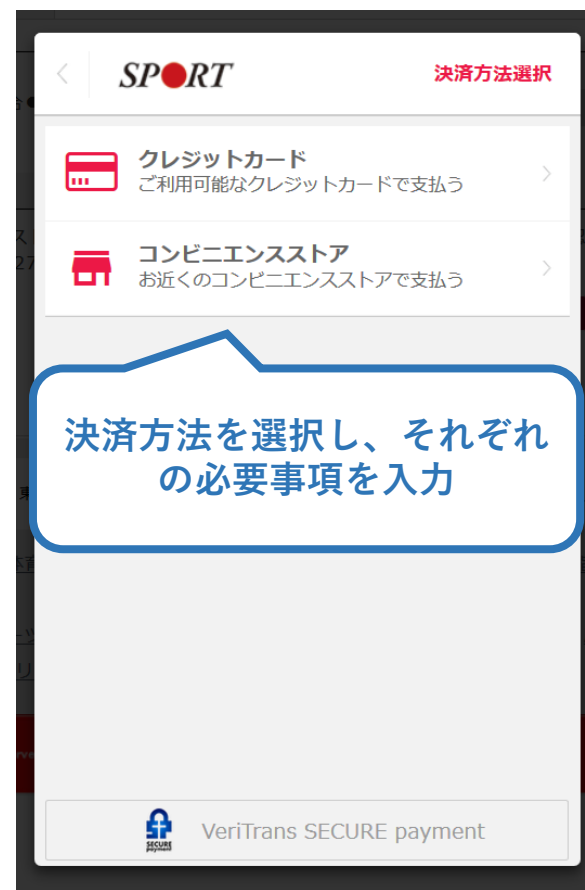 SPORT
決済方法選択
クレジットカード
ご利用可能なクレジットカードで支払う
コンビニエンスストア
お近くのコンビニエンスストアで支払う
決済方法を選択し、それぞれ
の必要事項を入力
SECURE
payment
VeriTrans SECURE payment